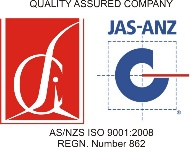 QUALITY ASSURED COMPANY
JAS-ANZ
C
®
AS/NZS ISO 9001:2008
REGN. Number 862